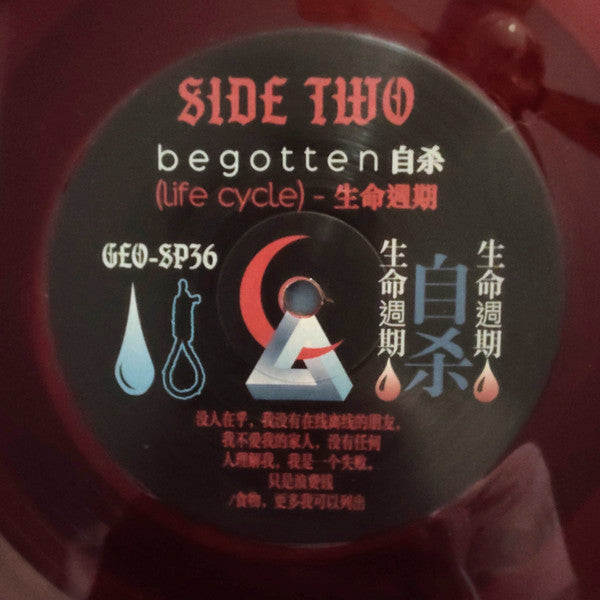 SIDE TWO
begotten自杀
(life cycle) - 生命週期
GEO-SP36
生命週期
自杀
生命週期
没人在乎，我没有在线离线的朋友，
我不爱我的家人，没有任何
人理解我，我是一个失败，
只是浪费钱
/食物，更多我可以列出